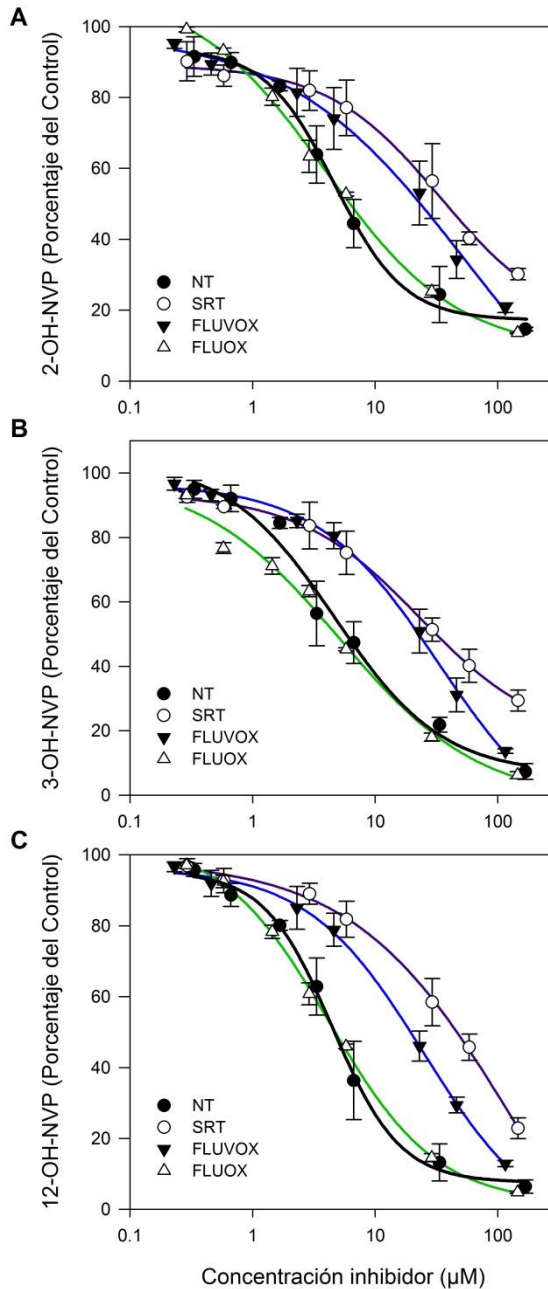 A
2-OH-NVP (Porcentaje del Control)
100
80
60
40
20
0
NT
SRT
FLUVOX
FLUOX
0.1
1
10
100
B
3-OH-NVP (Porcentaje del Control)
100
80
60
40
20
0
NT
SRT
FLUVOX
FLUOX
0.1
1
10
100
C
12-OH-NVP (Porcentaje del Control)
100
80
60
40
20
0
NT
SRT
FLUVOX
FLUOX
0.1
1
10
100
Concentración inhibidor (µM)